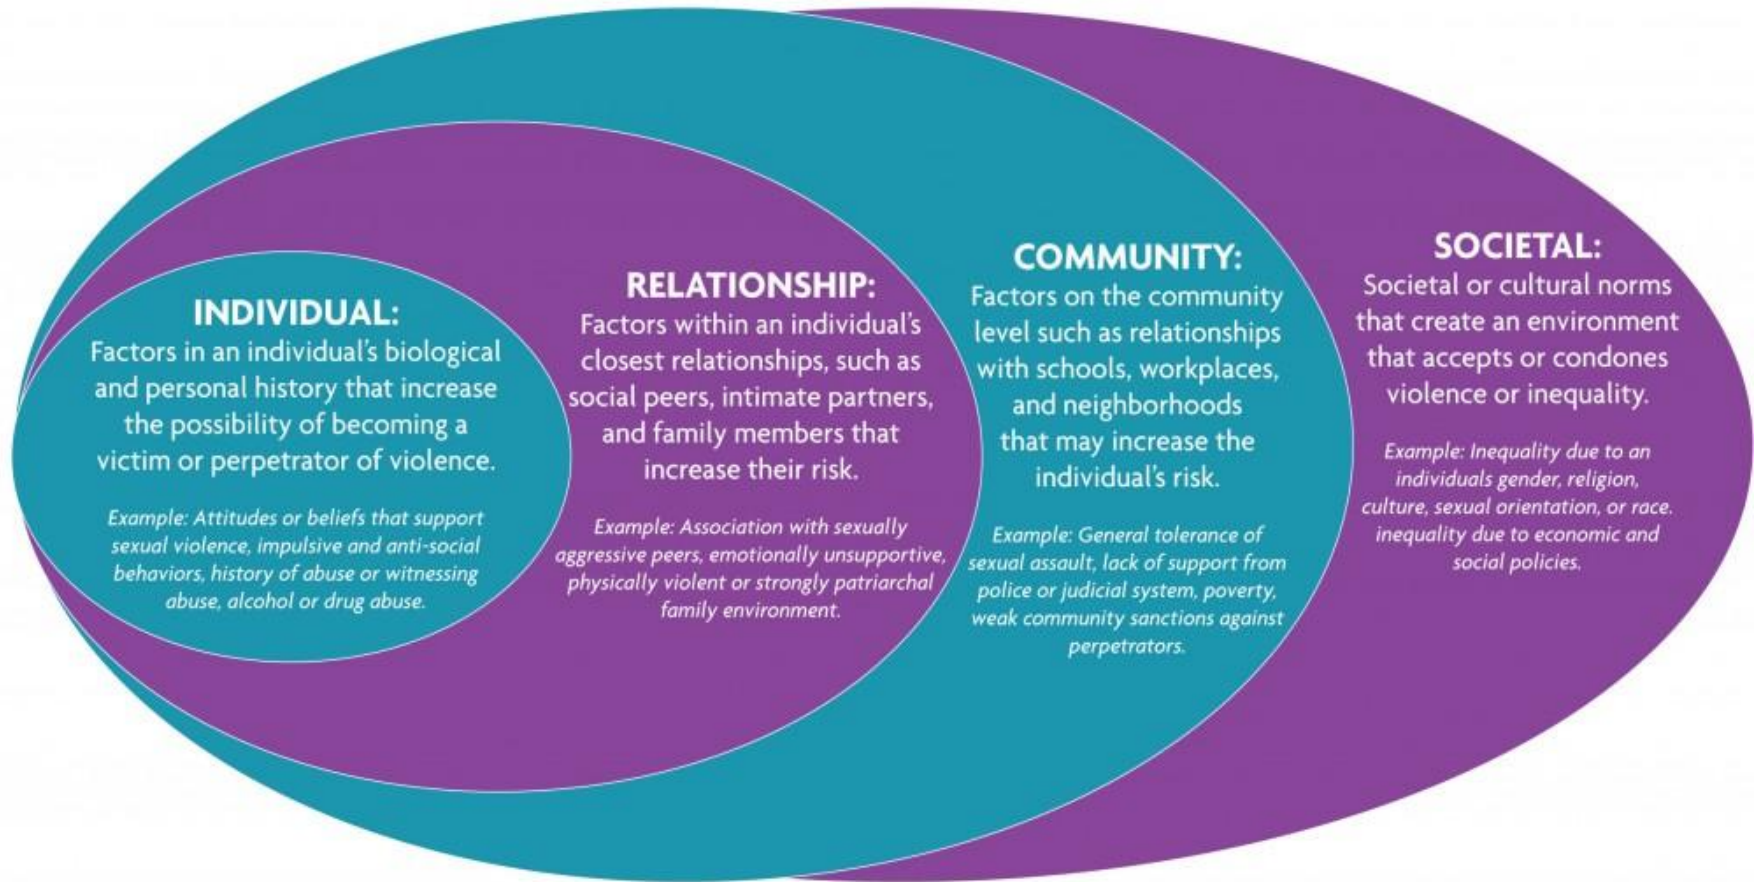 INDIVIDUAL:
Factors in an individual's biological
and personal history that increase
the possibility of becoming a
victim or perpetrator of violence.
Example: Attitudes or beliefs that support
sexual violence, impulsive and anti-social
behaviors, history of abuse or witnessing
abuse, alcohol or drug abuse.
RELATIONSHIP:
Factors within an individual's
closest relationships, such as
social peers, intimate partners,
and family members that
increase their risk.
Example: Association with sexually
aggressive peers, emotionally unsupportive,
physically violent or strongly patriarchal
family environment.
COMMUNITY:
Factors on the community
level such as relationships
with schools, workplaces,
and neighborhoods
that may increase the
individual's risk.
Example: General tolerance of
sexual assault, lack of support from
police or judicial system, poverty,
weak community sanctions against
perpetrators.
SOCIETAL:
Societal or cultural norms
that create an environment
that accepts or condones
violence or inequality.
Example: Inequality due to an
individuals gender, religion,
culture, sexual orientation, or race.
inequality due to economic and
social policies.